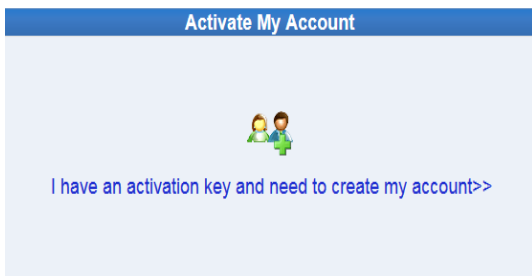 Activate My Account
I have an activation key and need to create my account>>